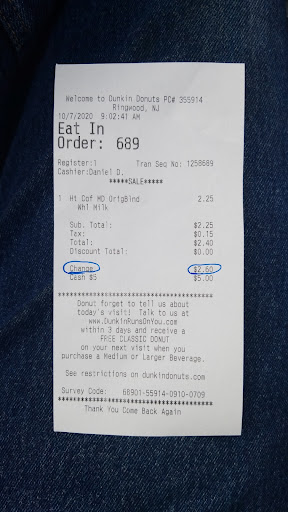 Welcome to Dunkin Donuts PC# 355914
Ringwood, NJ
10/7/2020 9:02:41 AM
Eat In
Order: 689
Register:1 Tran Seq No: 1258689
Cashier:Daniel D.
*****SALE*****
1 Ht Cof MD OrigBlnd 2.25
Whl Milk
Sub. Total: $2.25
Tax: $0.15
Total: $2.40
Discount Total: $0.00
Change $2.60
Cash $5 $5.00
****************************************
Donut forget to tell us about
today's visit! Talk to us at
www.DunkinRunsOnYou.com
within 3 days and receive a
FREE CLASSIC DONUT
on your next visit when you
purchase a Medium or Larger Beverage.
See restrictions on dunkindonuts.com
Survey Code: 68901-55914-0910-0709
****************************************
Thank You Come Back Again